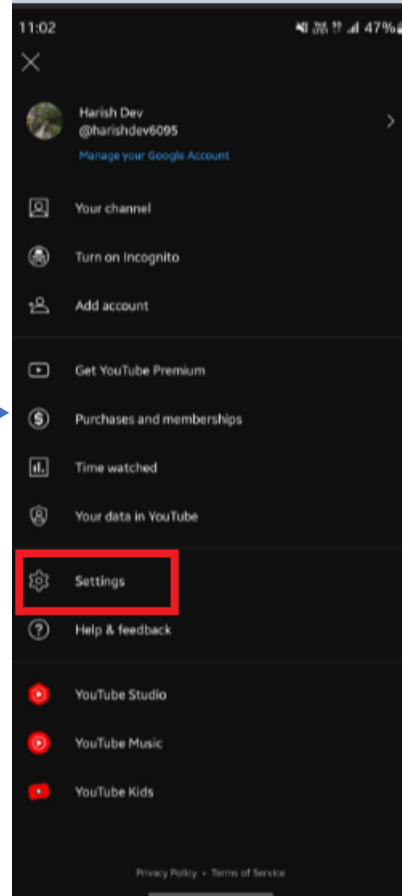 11:02
47%
Harish Dev
@harishdev6095
Manage your Google Account
Your channel
Turn on Incognito
Add account
Get YouTube Premium
Purchases and memberships
Time watched
Your data in YouTube
Settings
Help & feedback
YouTube Studio
YouTube Music
YouTube Kids
Privacy Policy • Terms of Service